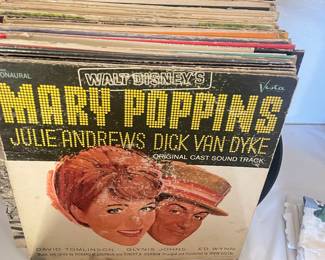 MONAURAL
WALT DISNEY'S
Vista
MARY POPPINS
JULIE ANDREWS DICK VAN DYKE
ORIGINAL CAST SOUND TRACK
DAVID TOMLINSON GLYNIS JOHNS ED WYNN